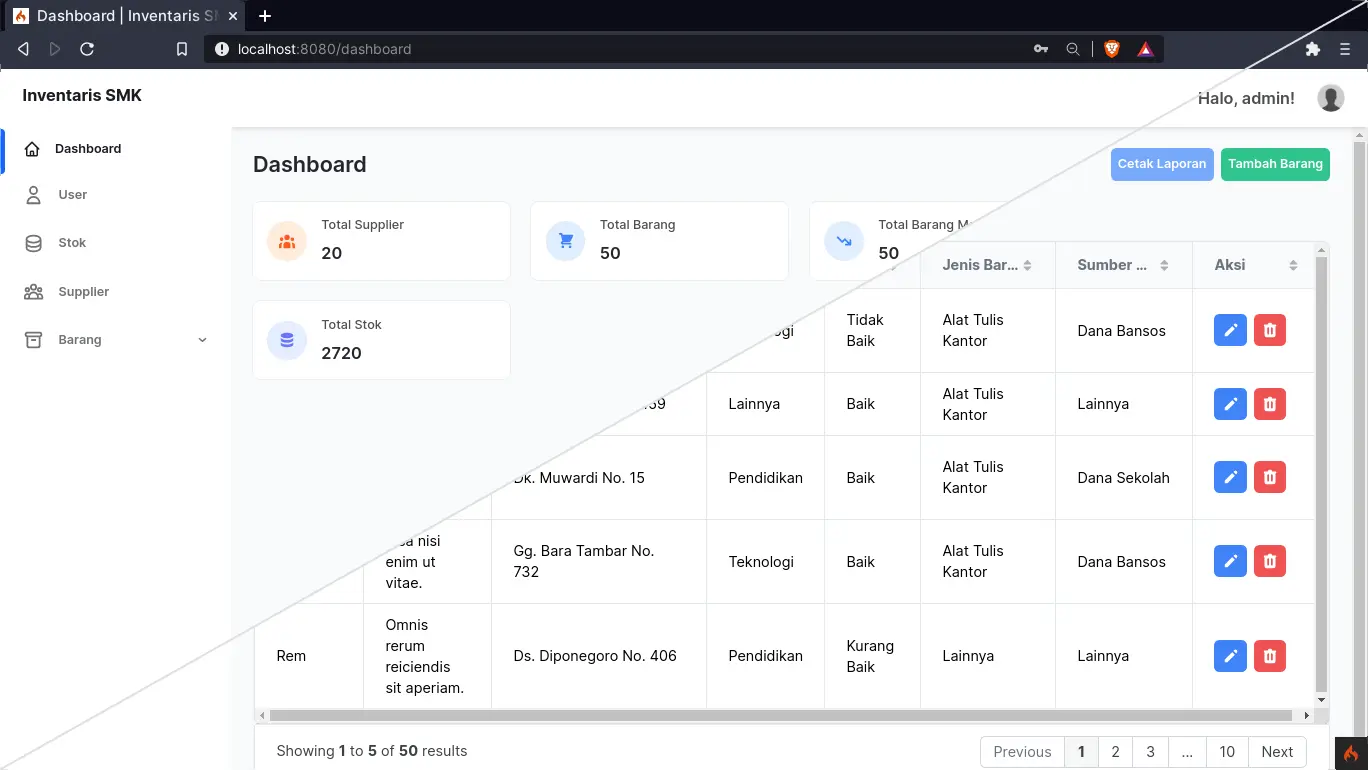 Dashboard | Inventaris S
localhost:8080/dashboard
Inventaris SMK
Halo, admin!
Dashboard
User
Stok
Supplier
Barang
Dashboard
Cetak Laporan
Tambah Barang
Total Supplier
20
Total Barang
50
Total Barang
50
Total Stok
2720
Jenis Bar...
Sumber ...
Aksi
Tidak
Baik
Alat Tulis
Kantor
Dana Bansos
Lainnya
Baik
Alat Tulis
Kantor
Lainnya
Dk. Muwardi No. 15
Pendidikan
Baik
Alat Tulis
Kantor
Dana Sekolah
nisi
enim ut
vitae.
Gg. Bara Tambar No.
732
Teknologi
Baik
Alat Tulis
Kantor
Dana Bansos
Rem
Omnis
rerum
reiciendis
sit aperiam.
Ds. Diponegoro No. 406
Pendidikan
Kurang
Baik
Lainnya
Lainnya
Showing 1 to 5 of 50 results
Previous
1
2
3
...
10
Next